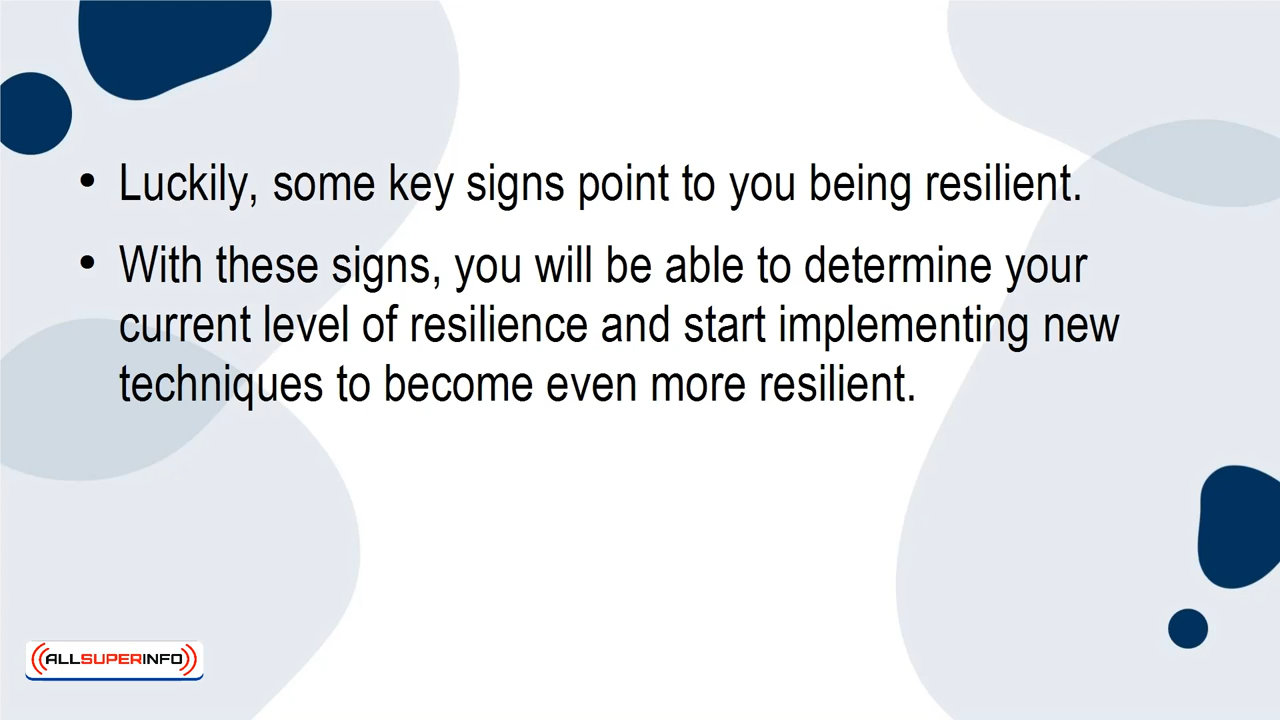 • Luckily, some key signs point to you being resilient.
• With these signs, you will be able to determine your
current level of resilience and start implementing new
techniques to become even more resilient.
ALLSUPERINFO